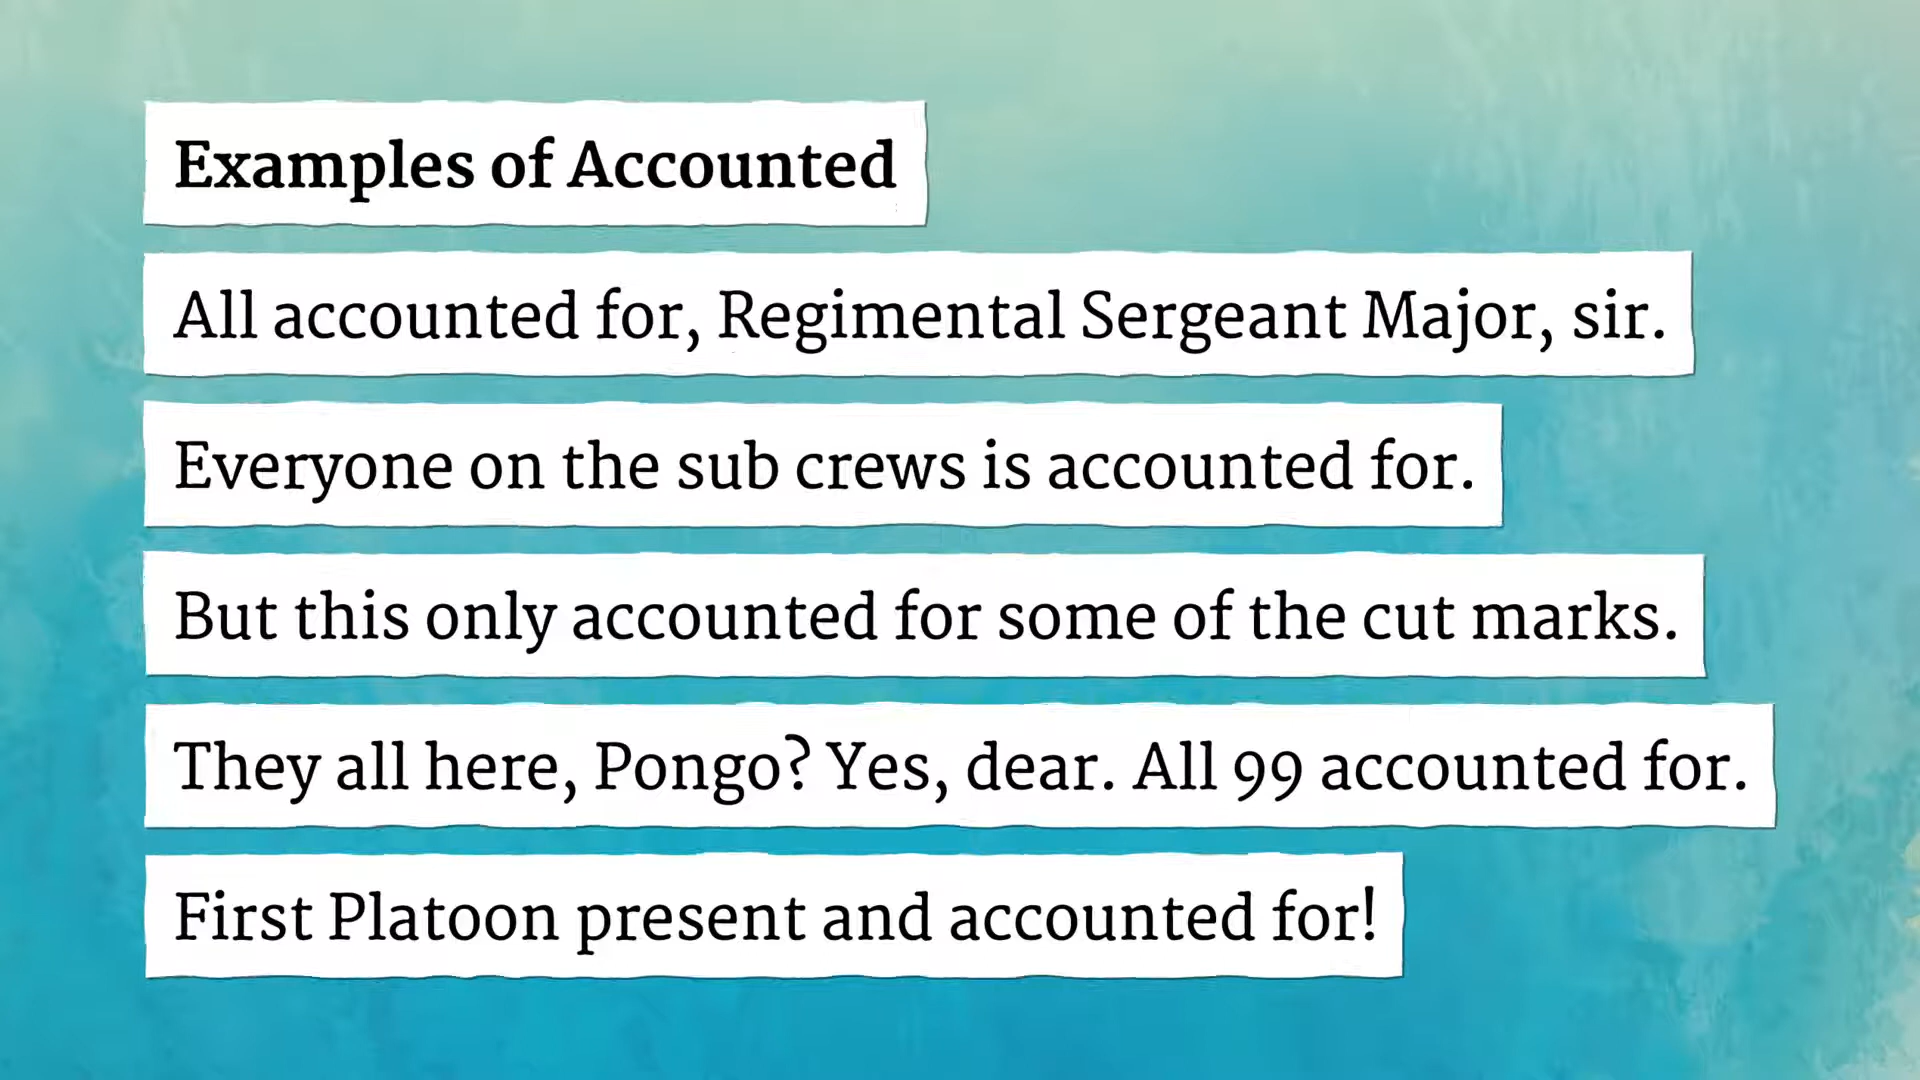 Examples of Accounted
All accounted for, Regimental Sergeant Major, sir.
Everyone on the sub crews is accounted for.
But this only accounted for some of the cut marks.
They all here, Pongo? Yes, dear. All 99 accounted for.
First Platoon present and accounted for!